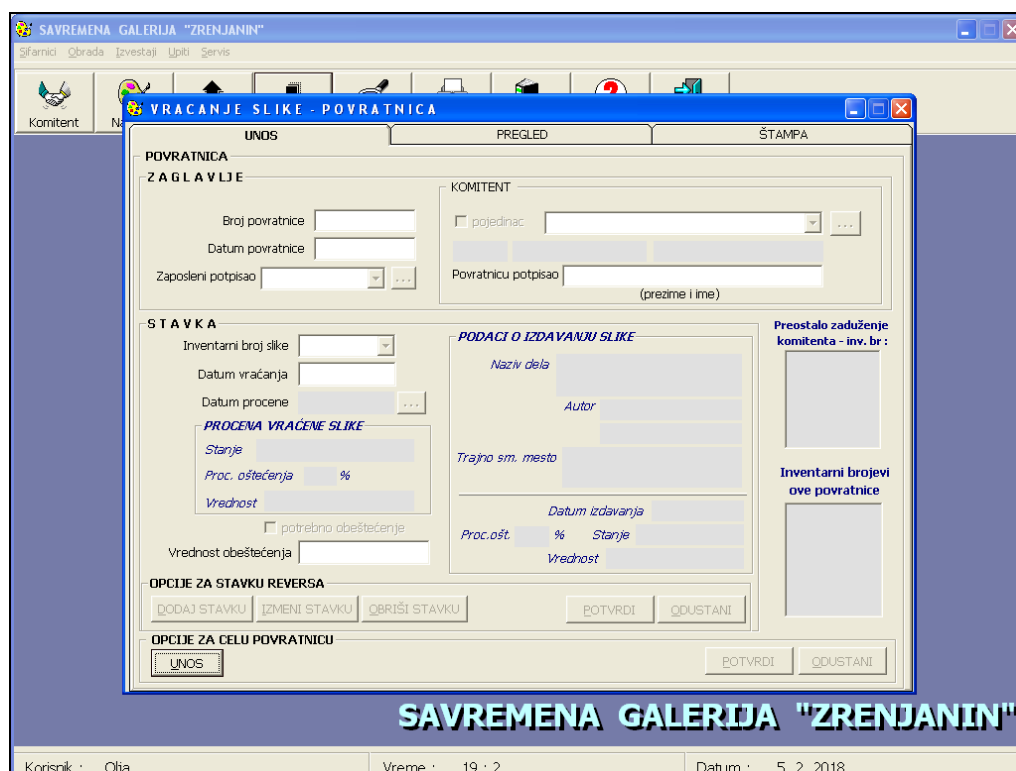 SAVREMENA GALERIJA "ZRENJANIN"
Sifarnici Obrada Izvestaji Upiti Servis
Komitent
VRACANJE SLIKE - POVRATNICA
UNOS PREGLED ŠTAMPA
POVRATNICA
ZAGLAVLJE
KOMITENT
Broj povratnice
pojedinac
...
Datum povratnice
Zaposleni potpisao ...
Povratnicu potpisao
(prezime i ime)
STAVKA
Inventarni broj slike
Datum vraćanja
Datum procene ...
PROCENA VRAĆENE SLIKE
Stanje
Proc. oštećenja %
Vrednost
potrebno obeštećenje
Vrednost obeštećenja
PODACI O IZDAVANJU SLIKE
Naziv dela
Autor
Trajno sm. mesto
Datum izdavanja
Proc.ošt. % Stanje
Vrednost
Preostalo zaduženje
komitenta - inv. br :
Inventarni brojevi
ove povratnice
OPCIJE ZA STAVKU REVERSA
DODAJ STAVKU IZMENI STAVKU OBRIŠI STAVKU POTVRDI ODUSTANI
OPCIJE ZA CELU POVRATNICU
UNOS POTVRDI ODUSTANI
SAVREMENA GALERIJA "ZRENJANIN"
Korisnik : Olja Vreme : 19 : 2 Datum : 5. 2. 2018